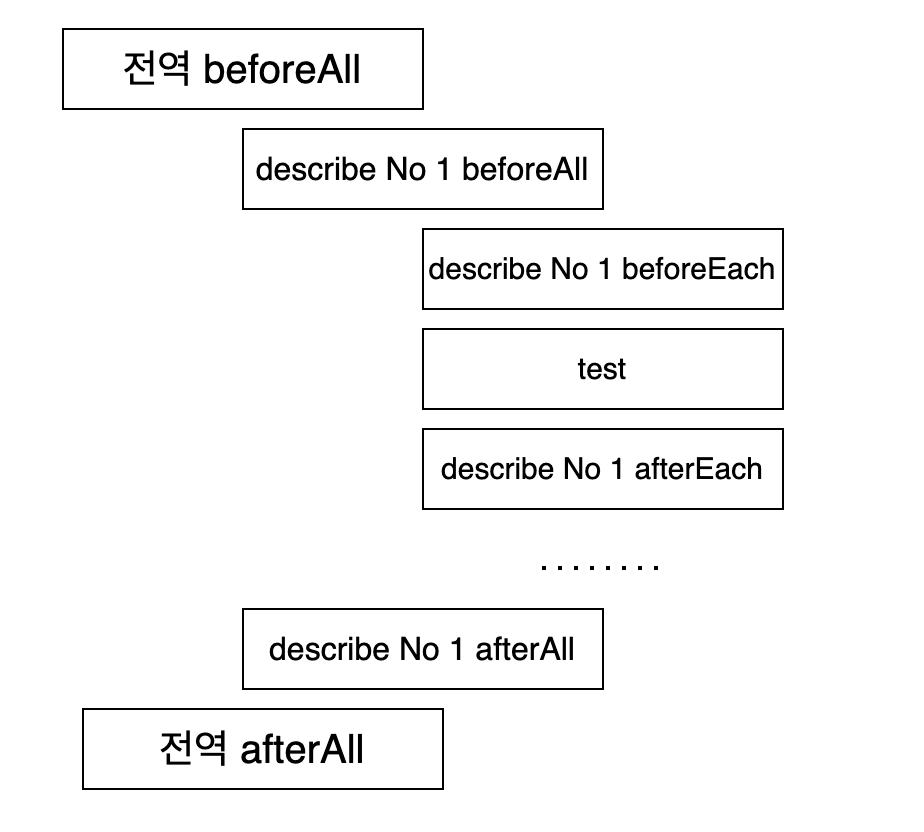 전역 beforeAll
describe No 1 beforeAll
describe No 1 beforeEach
test
describe No 1 afterEach
........
describe No 1 afterAll
전역 afterAll